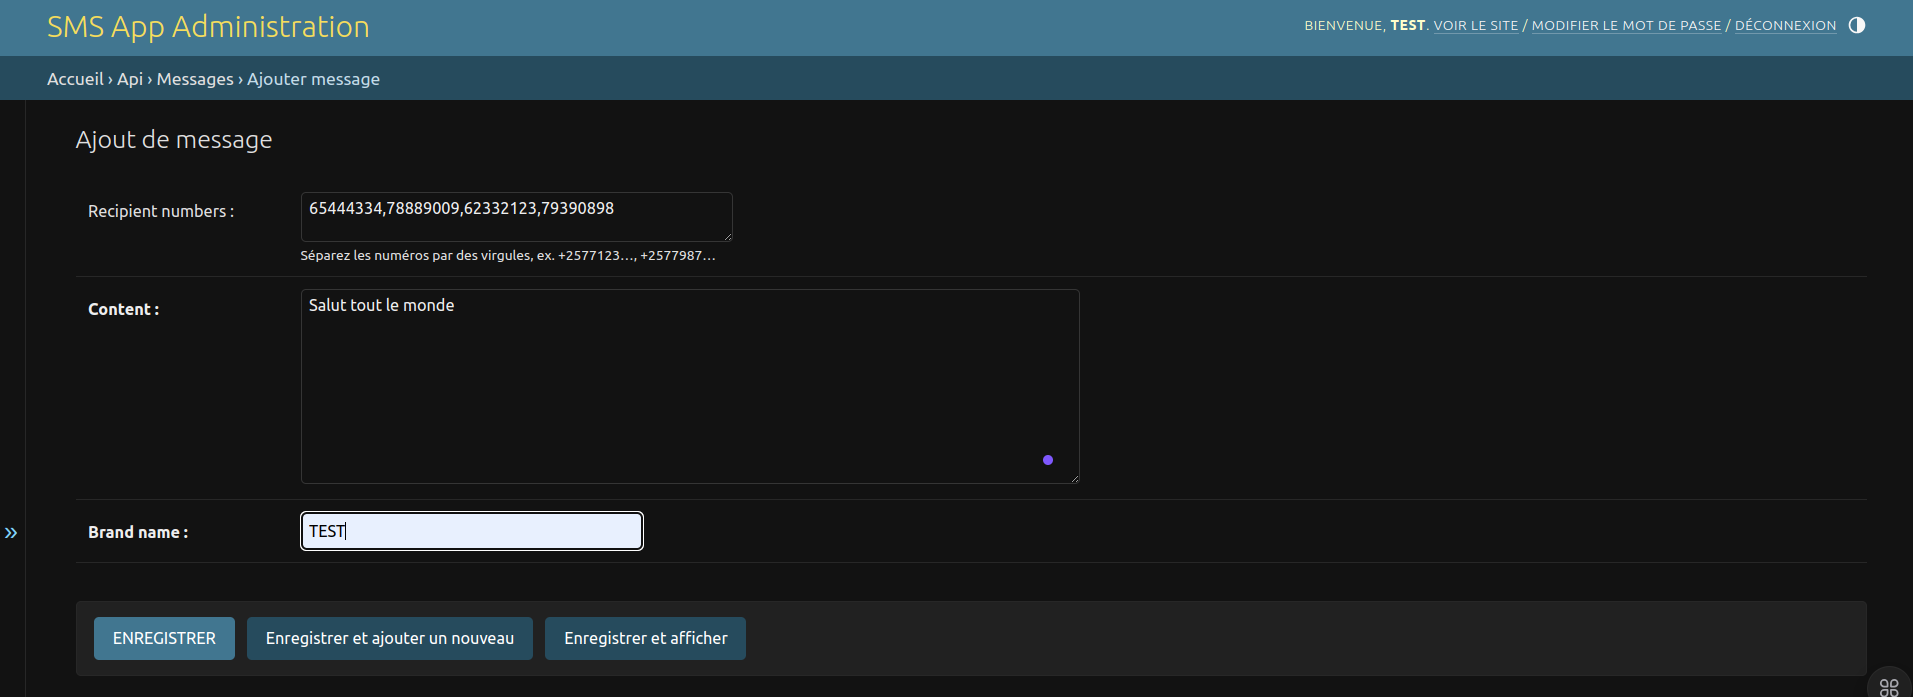 SMS App Administration
BIENVENUE, TEST. VOIR LE SITE / MODIFIER LE MOT DE PASSE / DÉCONNEXION
Accueil › Api › Messages › Ajouter message
Ajout de message
Recipient numbers :
65444334,78889009,62332123,79390898
Séparez les numéros par des virgules, ex. +2577123…, +2577987…
Content :
Salut tout le monde
»
Brand name :
TEST
ENREGISTRER
Enregistrer et ajouter un nouveau
Enregistrer et afficher